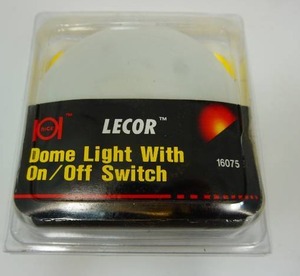 LECOR™
Dome Light With
On/Off Switch
16075